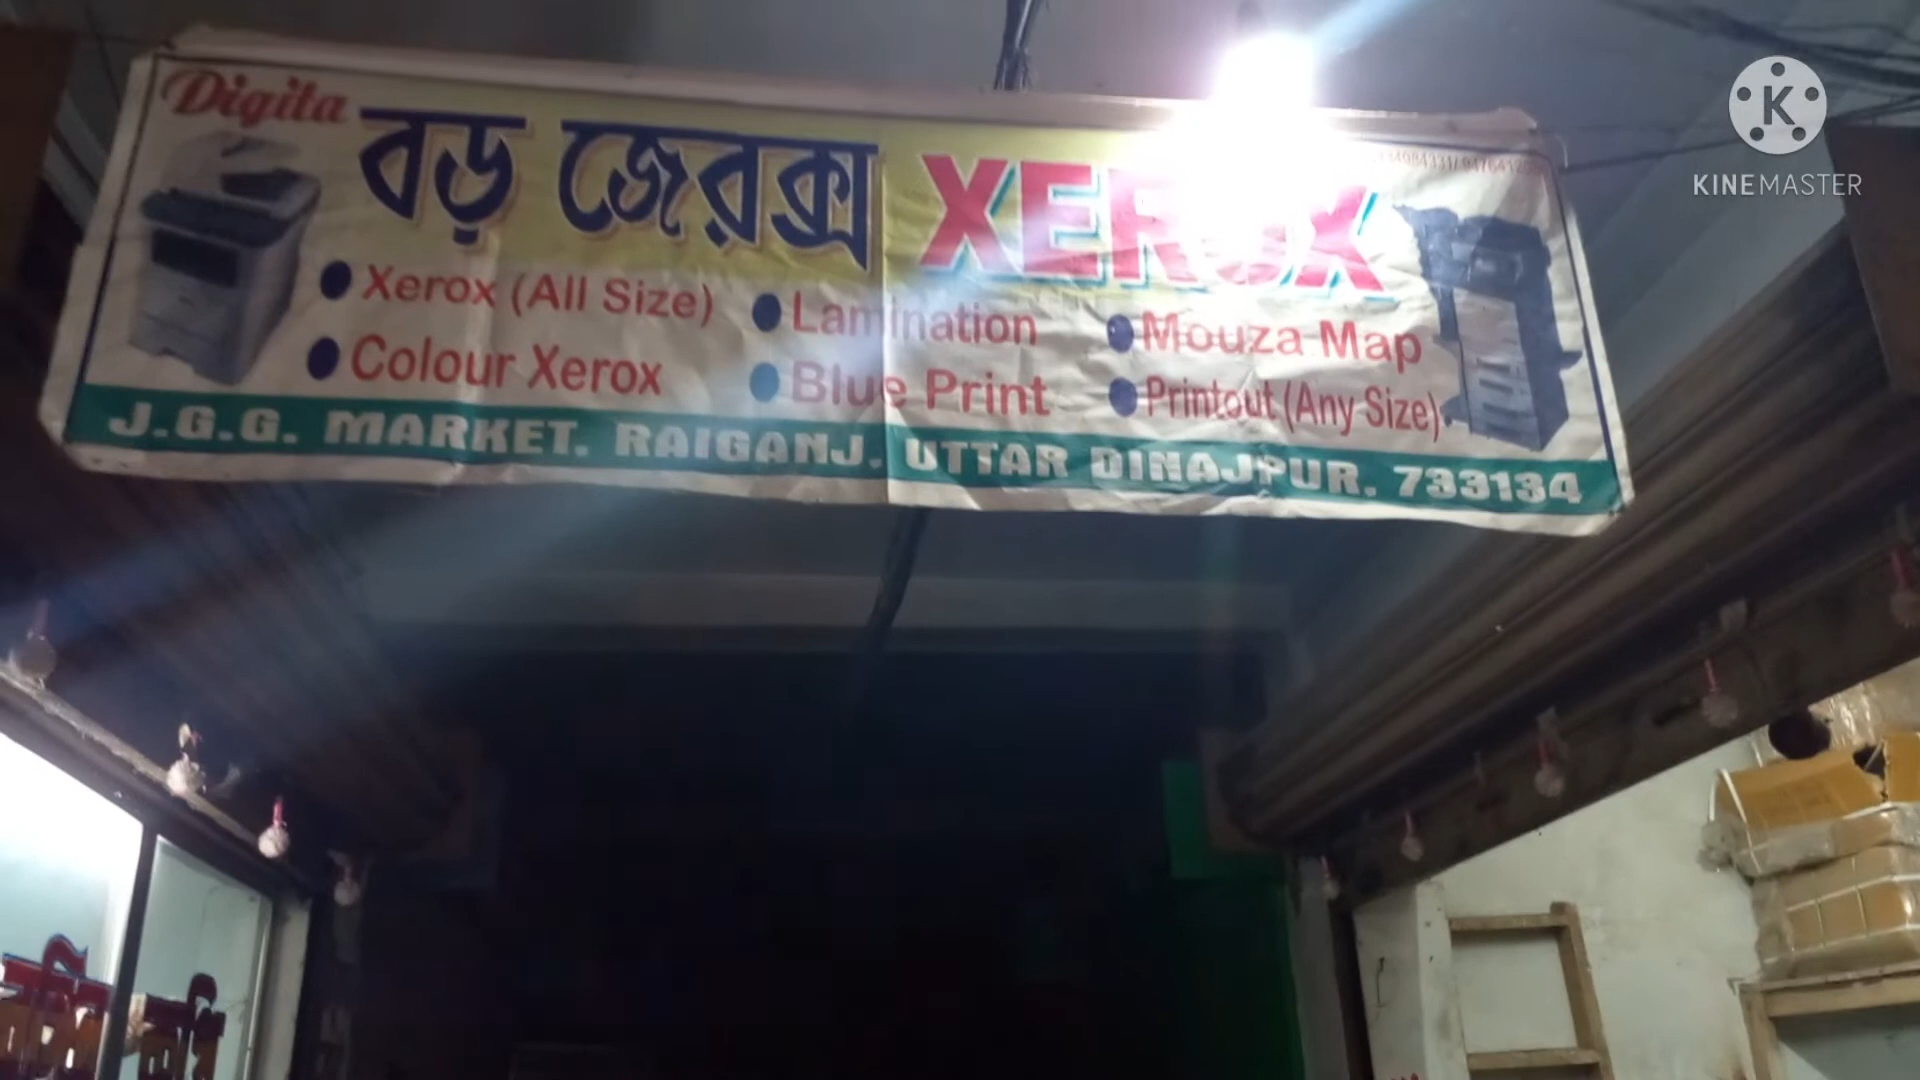 Digita
বড় জেরক্স XEROX
Xerox (All Size)
Lamination
Mouza Map
Colour Xerox
Blue Print
Printout (Any Size)
J.G.G. MARKET. RAIGANJ. UTTAR DINAJPUR. 733134
K
KINEMASTER